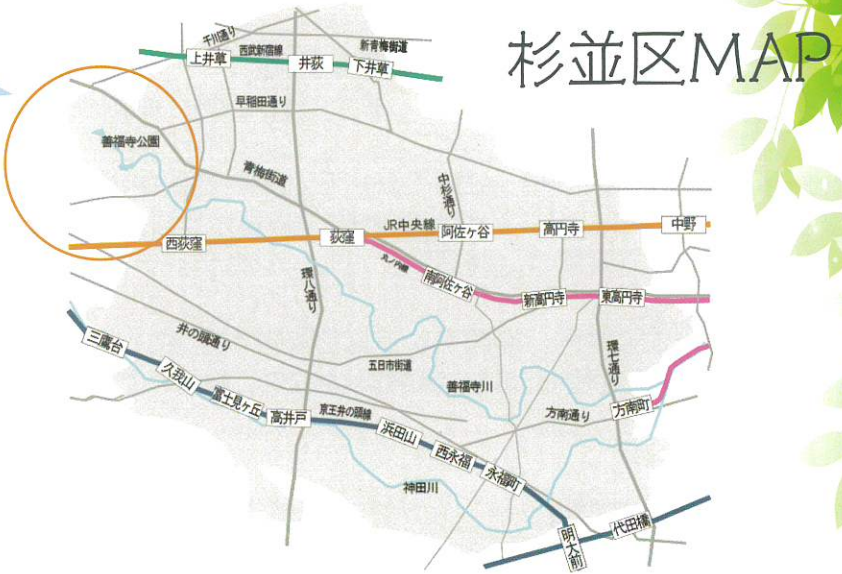 杉並区MAP
千川通り
西武新宿線
新青梅街道
上井草
井荻
下井草
早稲田通り
善福寺公園
青梅街道
中杉通り
JR中央線
西荻窪
荻窪
阿佐ヶ谷
高円寺
中野
丸ノ内線
南阿佐ヶ谷
新高円寺
東高円寺
環八通り
井の頭通り
三鷹台
久我山
富士見ヶ丘
高井戸
京王井の頭線
五日市街道
善福寺川
環七通り
方南通り
方南町
浜田山
西永福
永福町
神田川
明大前
代田橋